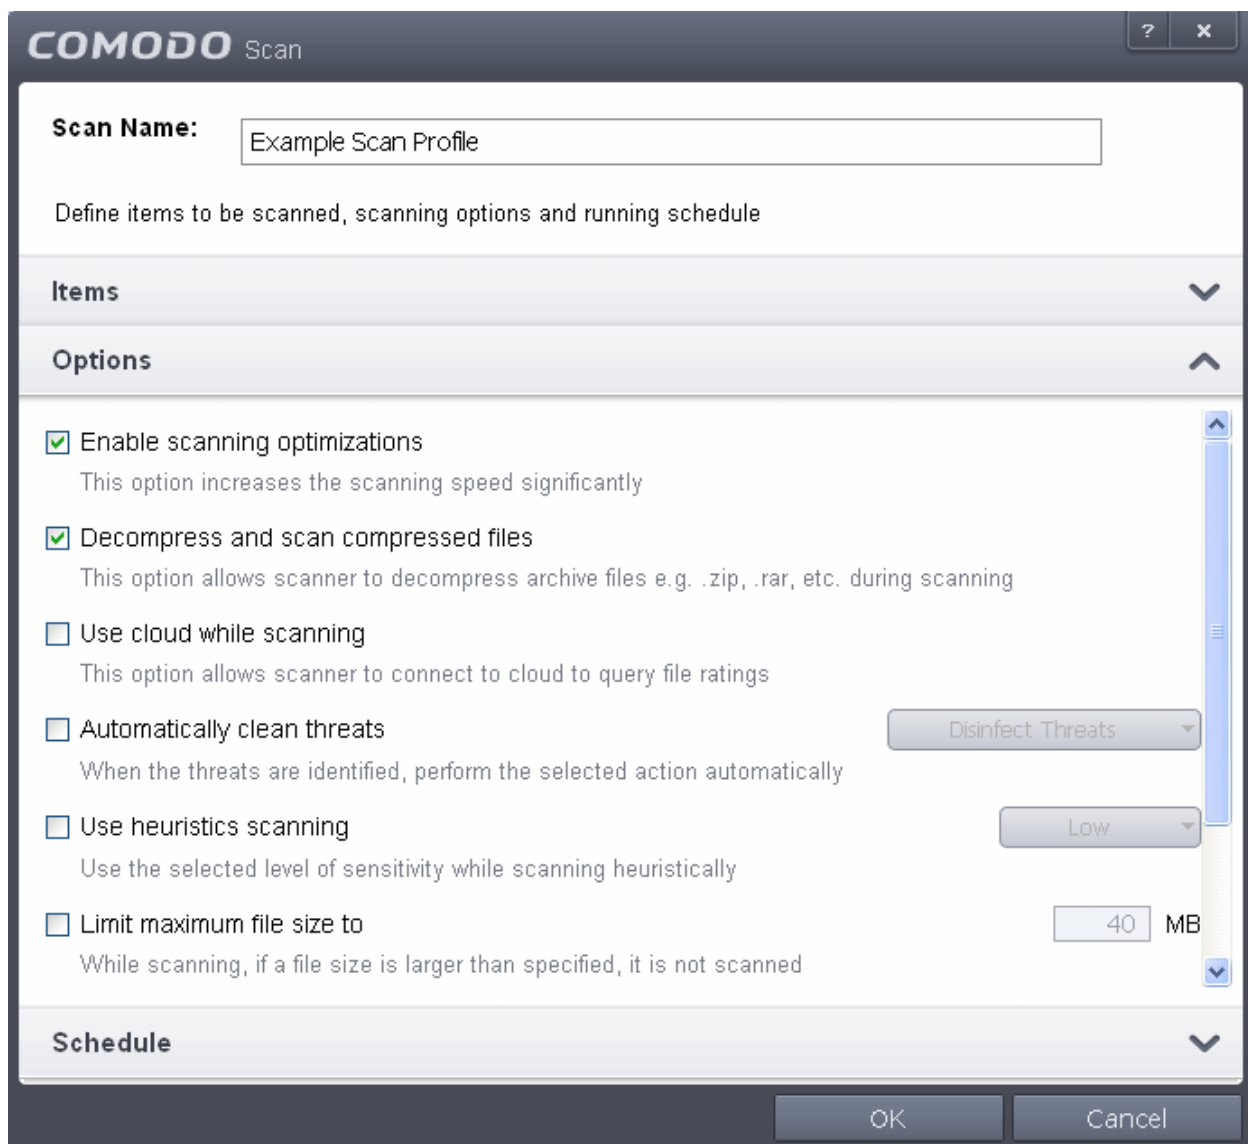 COMODO Scan
?
x
Scan Name:
Example Scan Profile
Define items to be scanned, scanning options and running schedule
Items
Options
Enable scanning optimizations
This option increases the scanning speed significantly
Decompress and scan compressed files
This option allows scanner to decompress archive files e.g. .zip, .rar, etc. during scanning
Use cloud while scanning
This option allows scanner to connect to cloud to query file ratings
Automatically clean threats
Disinfect Threats
When the threats are identified, perform the selected action automatically
Use heuristics scanning
Low
Use the selected level of sensitivity while scanning heuristically
Limit maximum file size to
40 MB
While scanning, if a file size is larger than specified, it is not scanned
Schedule
OK
Cancel